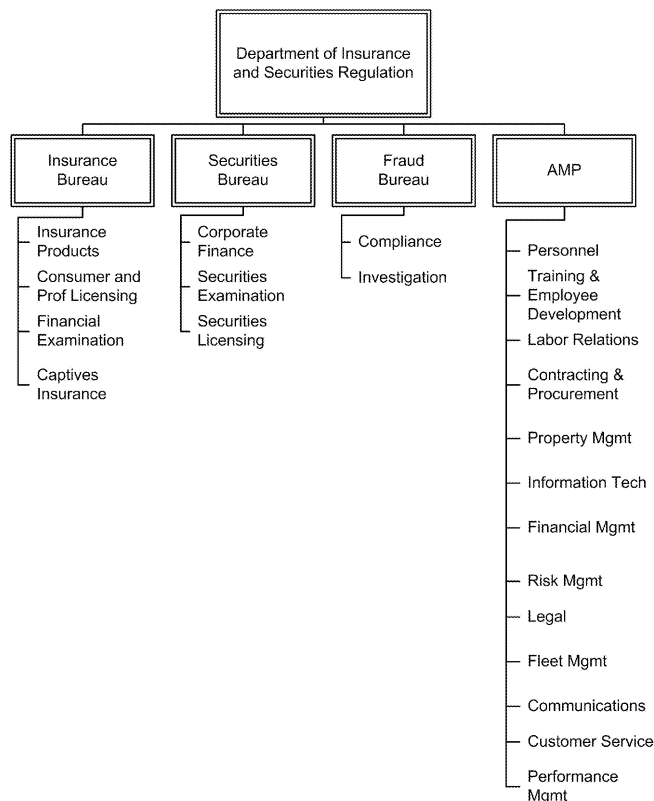 Department of Insurance
and Securities Regulation
Insurance
Bureau
Securities
Bureau
Fraud
Bureau
AMP
Insurance
Products
Consumer and
Prof Licensing
Financial
Examination
Captives
Insurance
Corporate
Finance
Securities
Examination
Securities
Licensing
Compliance
Investigation
Personnel
Training &
Employee
Development
Labor Relations
Contracting &
Procurement
Property Mgmt
Information Tech
Financial Mgmt
Risk Mgmt
Legal
Fleet Mgmt
Communications
Customer Service
Performance
Mgmt